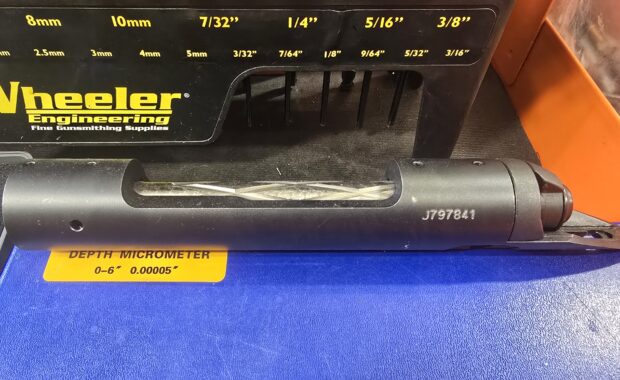 8mm 10mm 7/32" 1/4" 5/16" 3/8"
2.5mm 3mm 4mm 5mm 3/32" 7/64" 1/8" 9/64" 5/32" 3/16"
Wheeler®
Engineering
Fine Gunsmithing Supplies
J797841
DEPTH MICROMETER
0-6" 0.00005"